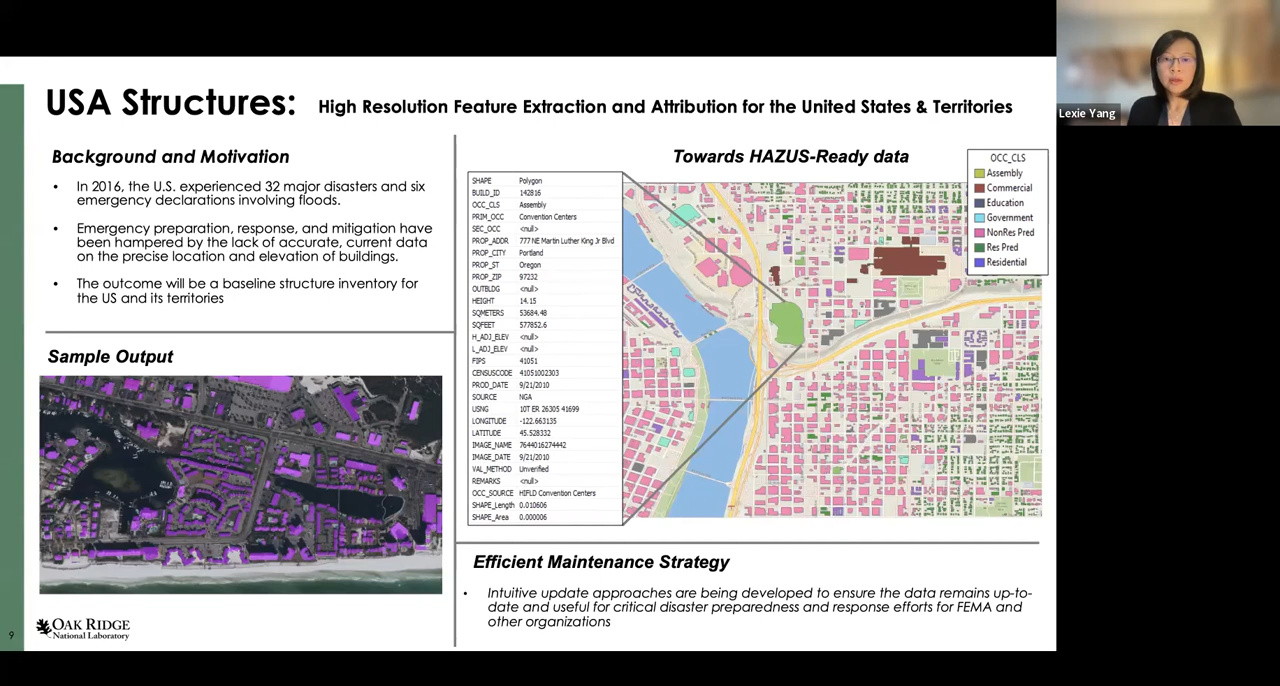 USA Structures: High Resolution Feature Extraction and Attribution for the United States & Territories
Background and Motivation
• In 2016, the U.S. experienced 32 major disasters and six
emergency declarations involving floods.
• Emergency preparation, response, and mitigation have
been hampered by the lack of accurate, current data
on the precise location and elevation of buildings.
• The outcome will be a baseline structure inventory for
the US and its territories
Sample Output
Towards HAZUS-Ready data
SHAPE Polygon
BUILD_ID 142816
OCC_CLS Assembly
PRIM_OCC Convention Centers
SEC_OCC <null>
PROP_ADDR 777 NE Martin Luther King Jr Blvd
PROP_CITY Portland
PROP_ST Oregon
PROP_ZIP 97232
OUTBLDG <null>
HEIGHT 14.15
SQMETERS 53684.48
SQFEET 577852.6
H_ADJ_ELEV <null>
L_ADJ_ELEV <null>
FIPS 41051
CENSUSCODE 41051002303
PROD_DATE 9/21/2010
SOURCE NGA
USNG 10T ER 26305 41699
LONGITUDE -122.663135
LATITUDE 45.528332
IMAGE_NAME 7644016274442
IMAGE_DATE 9/21/2010
VAL_METHOD Unverified
REMARKS <null>
OCC_SOURCE HIFLD Convention Centers
SHAPE_Length 0.010606
SHAPE_Area 0.000006
OCC_CLS
Assembly
Commercial
Education
Government
NonRes Pred
Res Pred
Residential
Efficient Maintenance Strategy
• Intuitive update approaches are being developed to ensure the data remains up-to-
date and useful for critical disaster preparedness and response efforts for FEMA and
other organizations
9
OAK RIDGE
National Laboratory
Lexie Yang